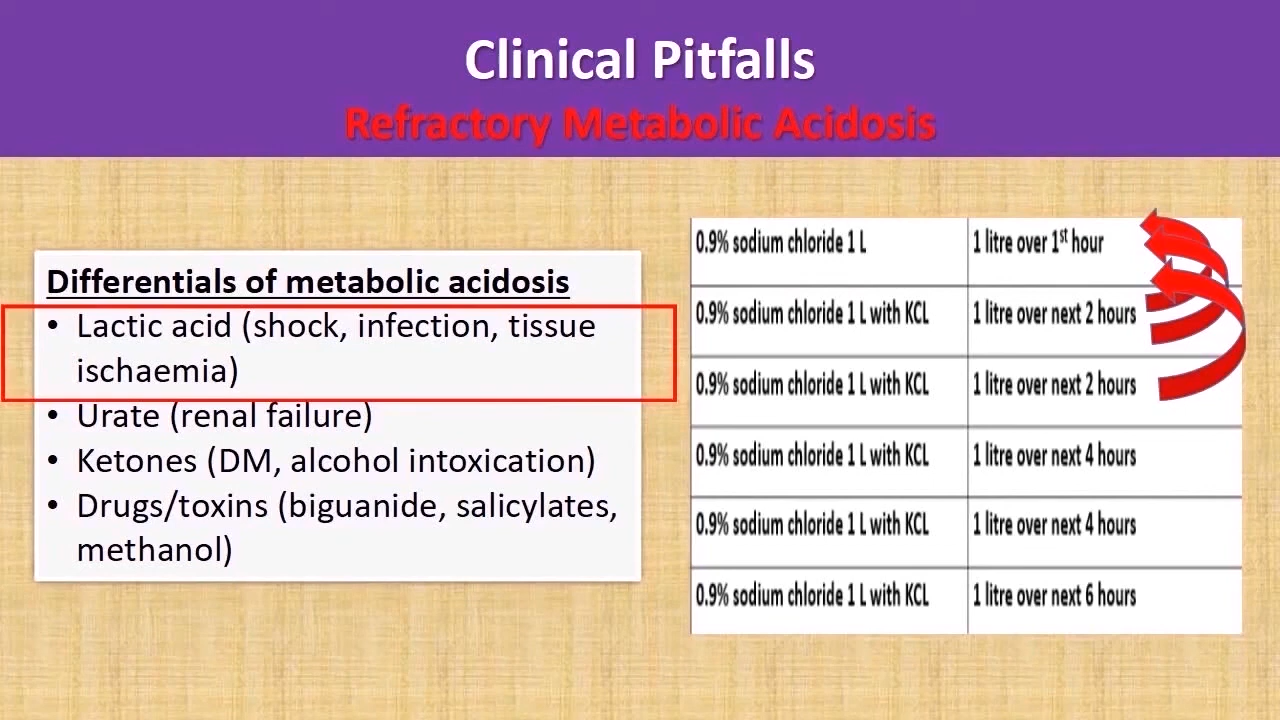 Clinical Pitfalls
Refractory Metabolic Acidosis
Differentials of metabolic acidosis
• Lactic acid (shock, infection, tissue
ischaemia)
• Urate (renal failure)
• Ketones (DM, alcohol intoxication)
• Drugs/toxins (biguanide, salicylates,
methanol)
0.9% sodium chloride 1 L 1 litre over 1st hour
0.9% sodium chloride 1 L with KCL 1 litre over next 2 hours
0.9% sodium chloride 1 L with KCL 1 litre over next 2 hours
0.9% sodium chloride 1 L with KCL 1 litre over next 4 hours
0.9% sodium chloride 1 L with KCL 1 litre over next 4 hours
0.9% sodium chloride 1 L with KCL 1 litre over next 6 hours